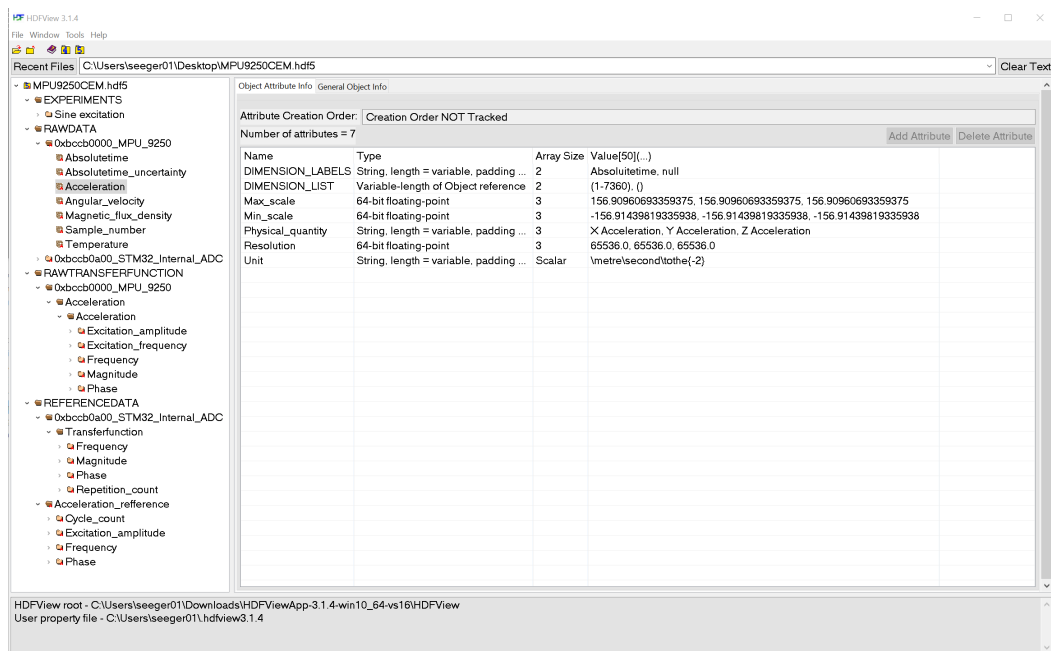 HDF HDFView 3.1.4
File Window Tools Help
Recent Files C:\Users\seeger01\Desktop\MPU9250CEM.hdf5 Clear Text
MPU9250CEM.hdf5
EXPERIMENTS
Sine excitation
RAWDATA
0xbccb0000_MPU_9250
Absolutetime
Absolutetime_uncertainty
Acceleration
Angular_velocity
Magnetic_flux_density
Sample_number
Temperature
0xbccb0a00_STM32_Internal_ADC
RAWTRANSFERFUNCTION
0xbccb0000_MPU_9250
Acceleration
Acceleration
Excitation_amplitude
Excitation_frequency
Frequency
Magnitude
Phase
REFERENCEDATA
0xbccb0a00_STM32_Internal_ADC
Transferfunction
Frequency
Magnitude
Phase
Repetition_count
Acceleration_refference
Cycle_count
Excitation_amplitude
Frequency
Phase
Object Attribute Info General Object Info
Attribute Creation Order: Creation Order NOT Tracked
Number of attributes = 7 Add Attribute Delete Attribute
Name Type Array Size Value[50](...)
DIMENSION_LABELS String, length = variable, padding ... 2 Absoluitetime, null
DIMENSION_LIST Variable-length of Object reference 2 (1-7360), ()
Max_scale 64-bit floating-point 3 156.90960693359375, 156.90960693359375, 156.90960693359375
Min_scale 64-bit floating-point 3 -156.91439819335938, -156.91439819335938, -156.91439819335938
Physical_quantity String, length = variable, padding ... 3 X Acceleration, Y Acceleration, Z Acceleration
Resolution 64-bit floating-point 3 65536.0, 65536.0, 65536.0
Unit String, length = variable, padding ... Scalar \metre\second\tothe{-2}
HDFView root - C:\Users\seeger01\Downloads\HDFViewApp-3.1.4-win10_64-vs16\HDFView
User property file - C:\Users\seeger01\.hdfview3.1.4